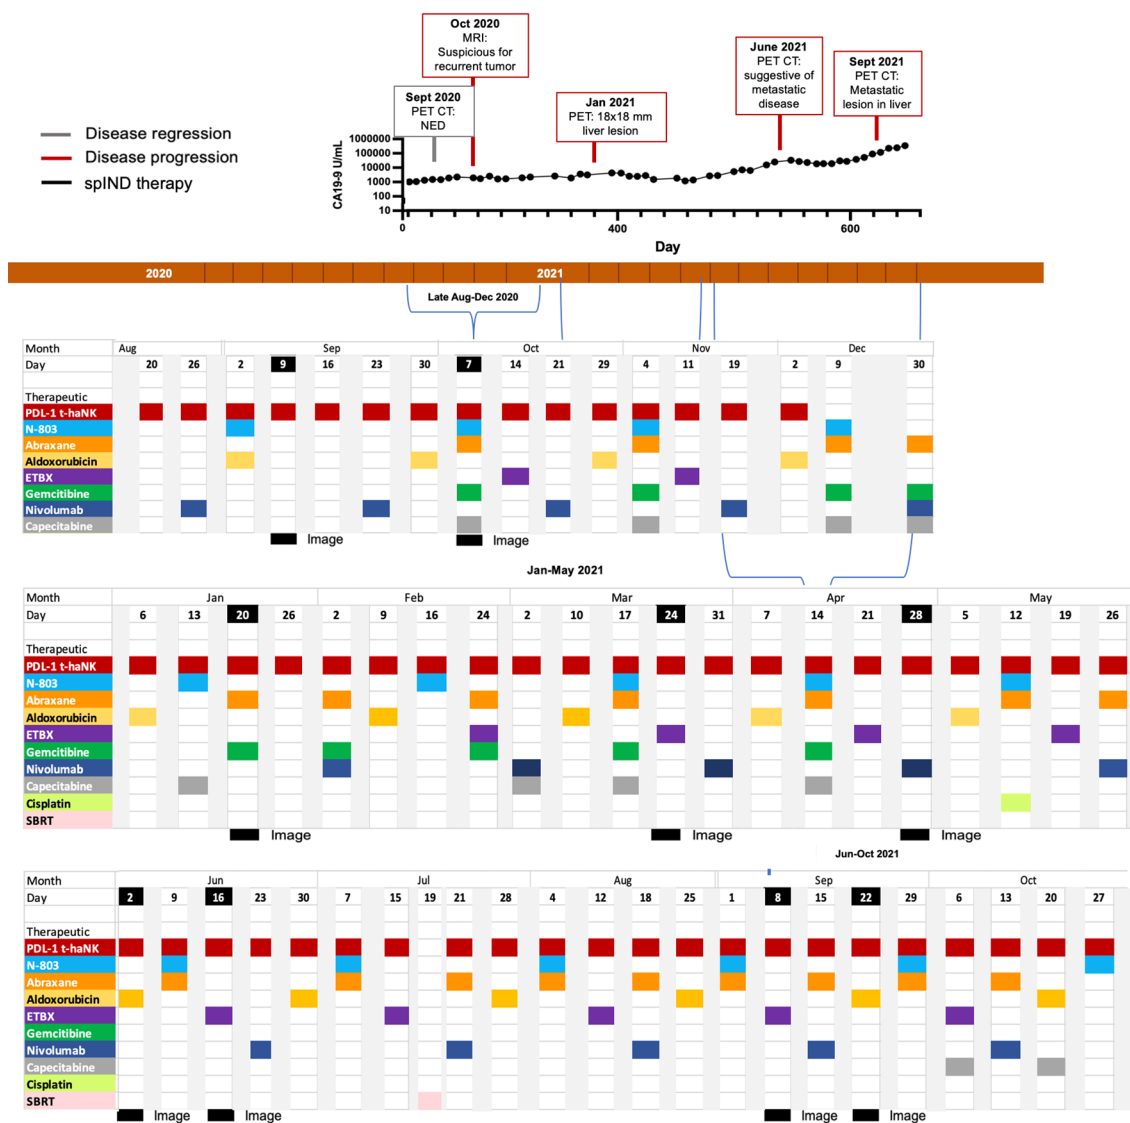 Oct 2020
MRI:
Suspicious for
recurrent tumor
Sept 2020
PET CT:
NED
Jan 2021
PET: 18x18 mm
liver lesion
June 2021
PET CT:
suggestive of
metastatic
disease
Sept 2021
PET CT:
Metastatic
lesion in liver
Disease regression
Disease progression
spIND therapy
CA19-9 U/mL
1000000
100000
10000
1000
100
10
0 400 600
Day
2020 2021
Late Aug-Dec 2020
Month Aug Sep Oct Nov Dec
Day 20 26 2 9 16 23 30 7 14 21 29 4 11 19 2 9 30
Therapeutic
PDL-1 t-haNK
N-803
Abraxane
Aldoxorubicin
ETBX
Gemcitibine
Nivolumab
Capecitabine
Image Image
Jan-May 2021
Month Jan Feb Mar Apr May
Day 6 13 20 26 2 9 16 24 2 10 17 24 31 7 14 21 28 5 12 19 26
Therapeutic
PDL-1 t-haNK
N-803
Abraxane
Aldoxorubicin
ETBX
Gemcitibine
Nivolumab
Capecitabine
Cisplatin
SBRT
Image Image Image
Jun-Oct 2021
Month Jun Jul Aug Sep Oct
Day 2 9 16 23 30 7 15 19 21 28 4 12 18 25 1 8 15 22 29 6 13 20 27
Therapeutic
PDL-1 t-haNK
N-803
Abraxane
Aldoxorubicin
ETBX
Gemcitibine
Nivolumab
Capecitabine
Cisplatin
SBRT
Image Image Image Image